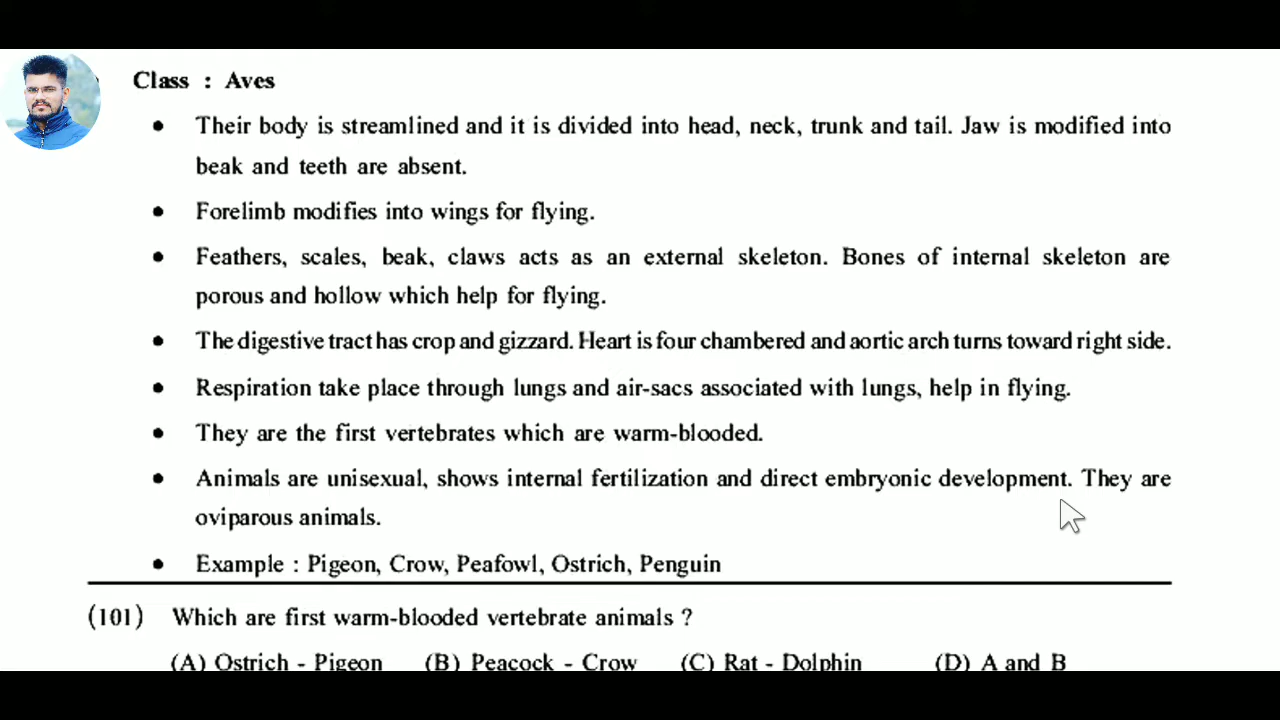 Class : Aves
• Their body is streamlined and it is divided into head, neck, trunk and tail. Jaw is modified into
beak and teeth are absent.
• Forelimb modifies into wings for flying.
• Feathers, scales, beak, claws acts as an external skeleton. Bones of internal skeleton are
porous and hollow which help for flying.
• The digestive tract has crop and gizzard. Heart is four chambered and aortic arch turns toward right side.
• Respiration take place through lungs and air-sacs associated with lungs, help in flying.
• They are the first vertebrates which are warm-blooded.
• Animals are unisexual, shows internal fertilization and direct embryonic development. They are
oviparous animals.
• Example : Pigeon, Crow, Peafowl, Ostrich, Penguin
(101) Which are first warm-blooded vertebrate animals ?
(A) Ostrich - Pigeon (B) Peacock - Crow (C) Rat - Dolphin (D) A and B